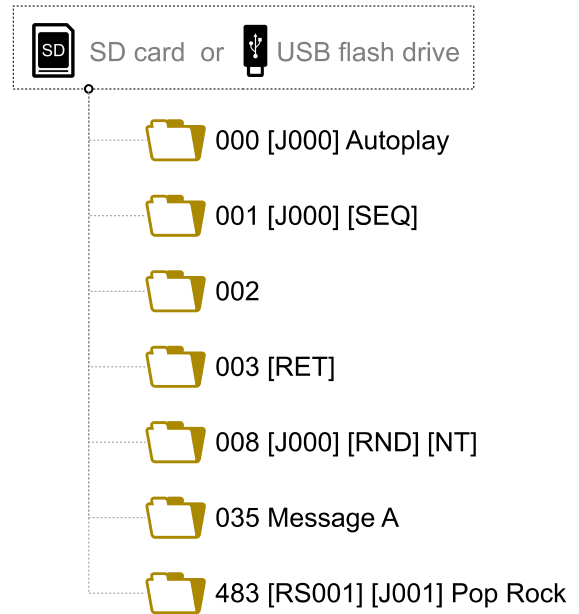 SD SD card or USB flash drive
000 [J000] Autoplay
001 [J000] [SEQ]
002
003 [RET]
008 [J000] [RND] [NT]
035 Message A
483 [RS001] [J001] Pop Rock